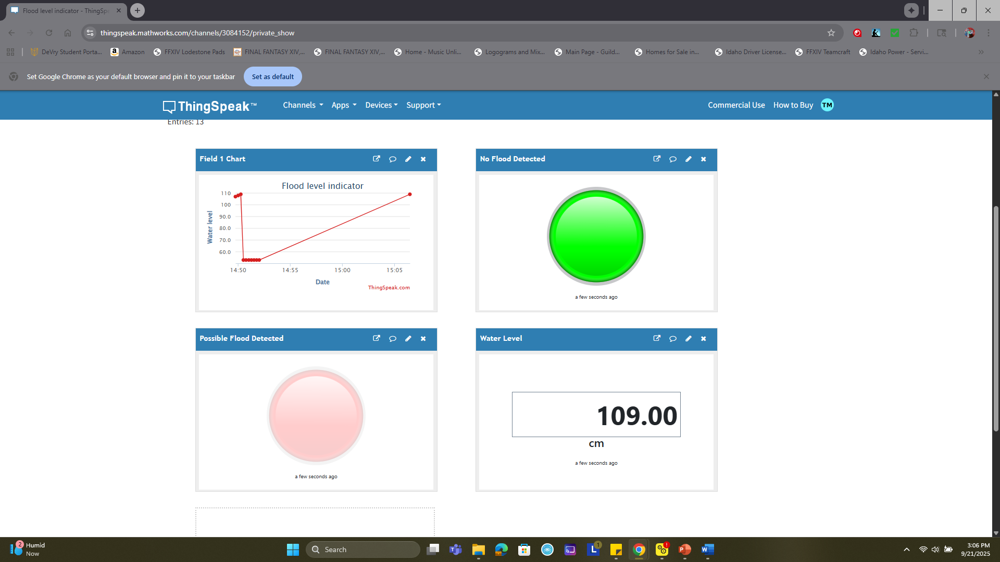 Flood level indicator - ThingSpe
thingspeak.mathworks.com/channels/3084152/private_show
DeVry Student Porta...
Amazon
FFXIV Lodestone Pads
FINAL FANTASY XIV,...
FINAL FANTASY XIV,...
Home - Music Unli...
Logograms and Mix...
Main Page - Guild...
Homes for Sale in...
Idaho Driver License...
FFXIV Teamcraft
Idaho Power - Servi...
Set Google Chrome as your default browser and pin it to your taskbar
Set as default
ThingSpeak™
Channels
Apps
Devices
Support
Commercial Use
How to Buy
TM
Entries: 13
Field 1 Chart
Flood level indicator
Water level
110
100
90.0
80.0
70.0
60.0
14:50
14:55
15:00
15:05
Date
ThingSpeak.com
No Flood Detected
a few seconds ago
Possible Flood Detected
a few seconds ago
Water Level
109.00
cm
a few seconds ago
2
Humid
Now
Search
1
3:06 PM
9/21/2025